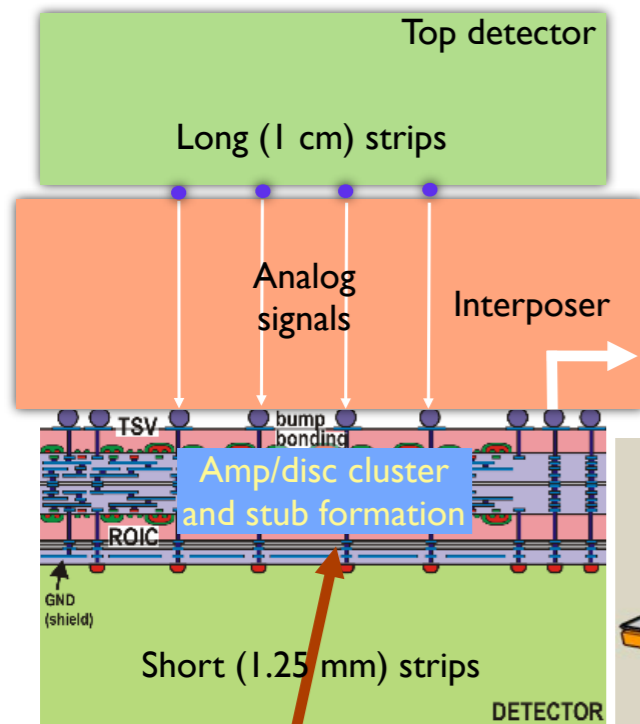 Top detector
Long (1 cm) strips
Analog
signals
Interposer
TSV
bump
bonding
Amp/disc cluster
and stub formation
ROIC
GND
(shield)
Short (1.25 mm) strips
DETECTOR